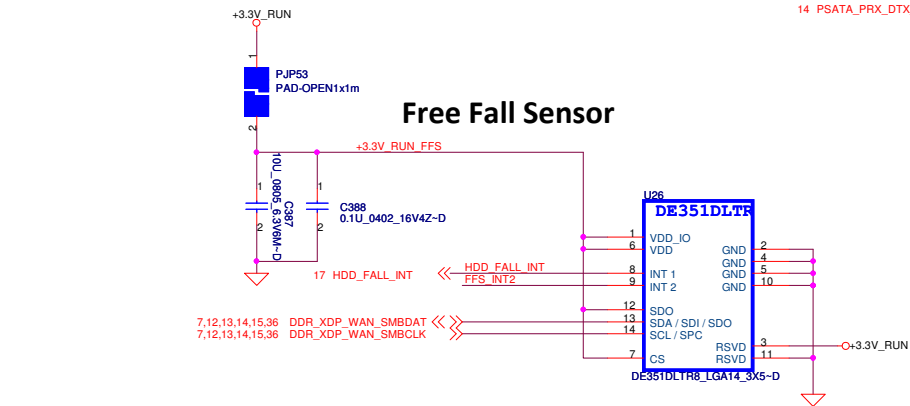 14 PSATA_PRX_DTX
+3.3V_RUN
1
PJP53
PAD-OPEN1x1m
2
Free Fall Sensor
+3.3V_RUN_FFS
1
2
C387
10U_0805_6.3V6M~D
1
2
C388
0.1U_0402_16V4Z~D
U26
DE351DLTR
1 VDD_IO
6 VDD
GND 2
GND 4
GND 5
GND 10
17 HDD_FALL_INT
HDD_FALL_INT
8 INT 1
FFS_INT2
9 INT 2
12 SDO
7,12,13,14,15,36 DDR_XDP_WAN_SMBDAT
13 SDA / SDI / SDO
7,12,13,14,15,36 DDR_XDP_WAN_SMBCLK
14 SCL / SPC
RSVD 3
+3.3V_RUN
7 CS
RSVD 11
DE351DLTR8_LGA14_3X5~D